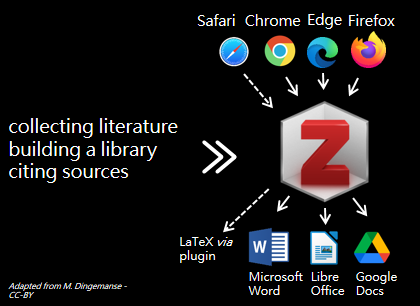 Safari Chrome Edge Firefox
collecting literature
building a library
citing sources
Z
LaTeX via
plugin
W
Microsoft
Word
Libre
Office
Google
Docs
Adapted from M. Dingemanse -
CC-BY